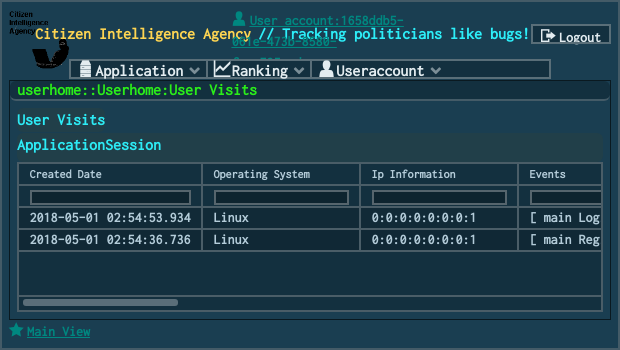 Citizen
Intelligence
Agency
User account:1658ddb5-
Citizen Intelligence Agency // Tracking politicians like bugs!
Logout
Application
Ranking
Useraccount
userhome::Userhome:User Visits
User Visits
ApplicationSession
Created Date Operating System Ip Information Events
2018-05-01 02:54:53.934 Linux 0:0:0:0:0:0:0:1 [ main Log
2018-05-01 02:54:36.736 Linux 0:0:0:0:0:0:0:1 [ main Reg
Main View